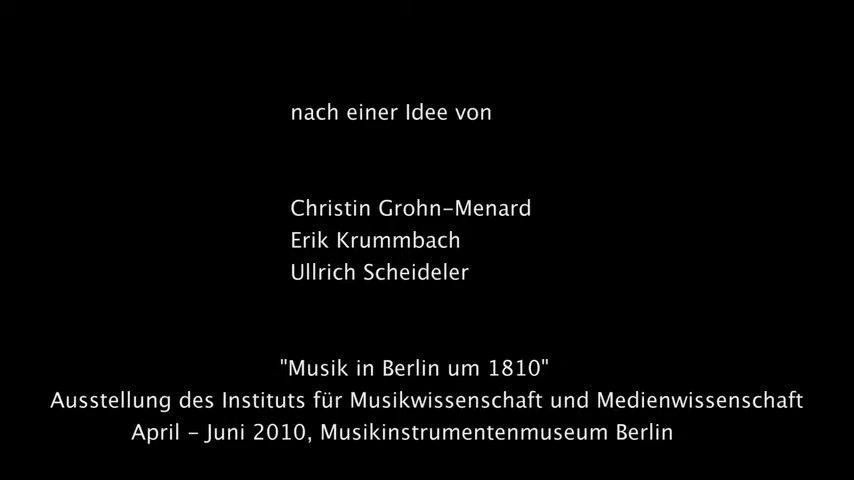 nach einer Idee von
Christin Grohn-Menard
Erik Krummbach
Ullrich Scheideler
"Musik in Berlin um 1810"
Ausstellung des Instituts für Musikwissenschaft und Medienwissenschaft
April - Juni 2010, Musikinstrumentenmuseum Berlin